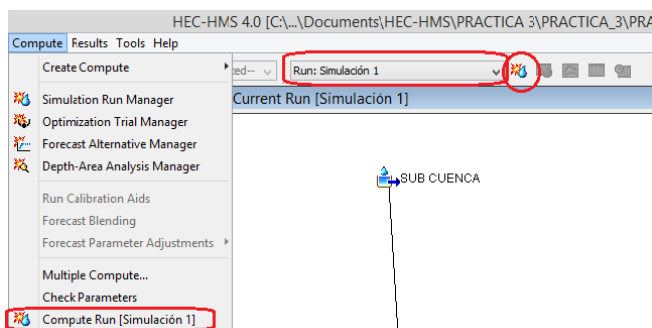 HEC-HMS 4.0 [C:\...\Documents\HEC-HMS\PRACTICA 3\PRACTICA_3\PRA
Compute Results Tools Help
Create Compute
ted--
Run: Simulación 1
Simulation Run Manager
Current Run [Simulación 1]
Optimization Trial Manager
Forecast Alternative Manager
Depth-Area Analysis Manager
SUB CUENCA
Run Calibration Aids
Forecast Blending
Forecast Parameter Adjustments
Multiple Compute...
Check Parameters
Compute Run [Simulación 1]